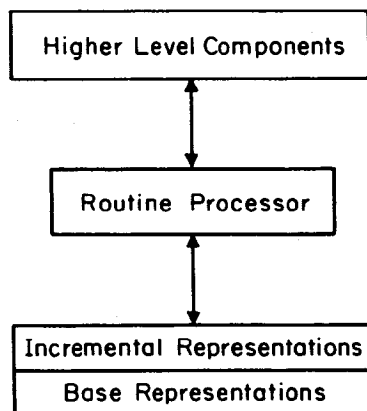 Higher Level Components
Routine Processor
Incremental Representations
Base Representations